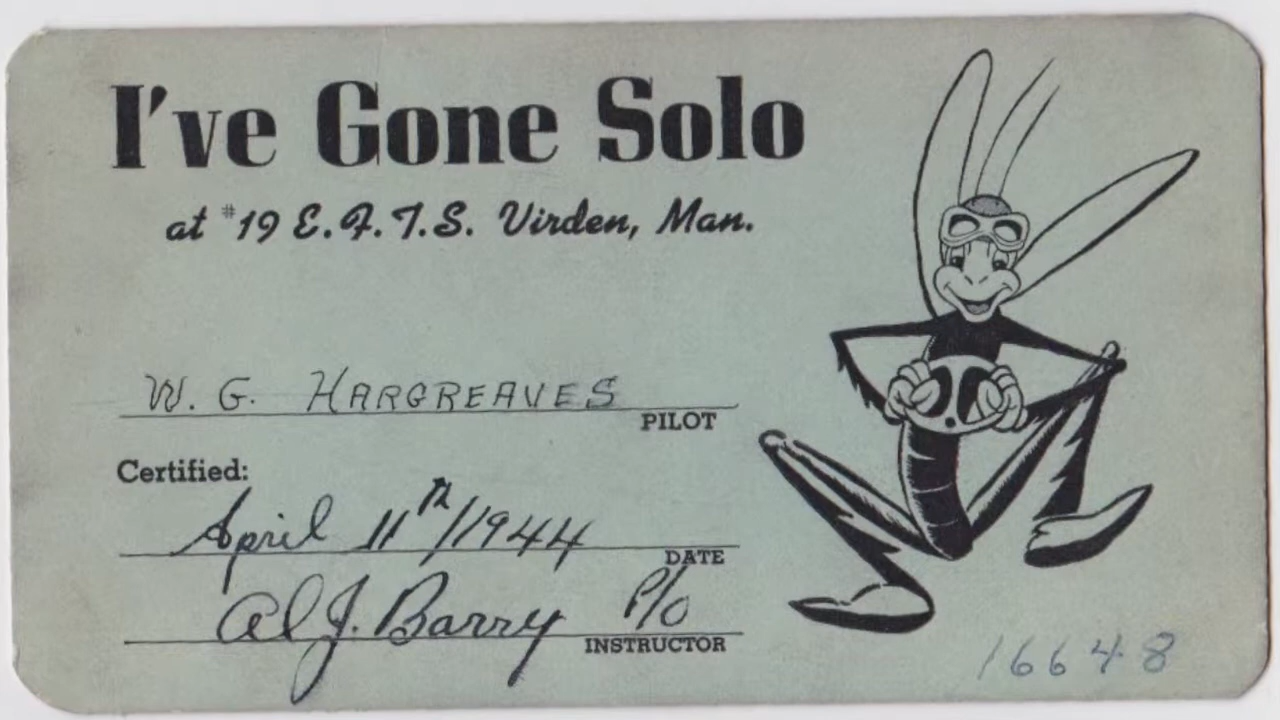 I've Gone Solo
at #19 E.F.T.S. Virden, Man.
W. G. HARGREAVES
PILOT
Certified:
April 11th/1944
DATE
Al J. Barry P/O
INSTRUCTOR
16648